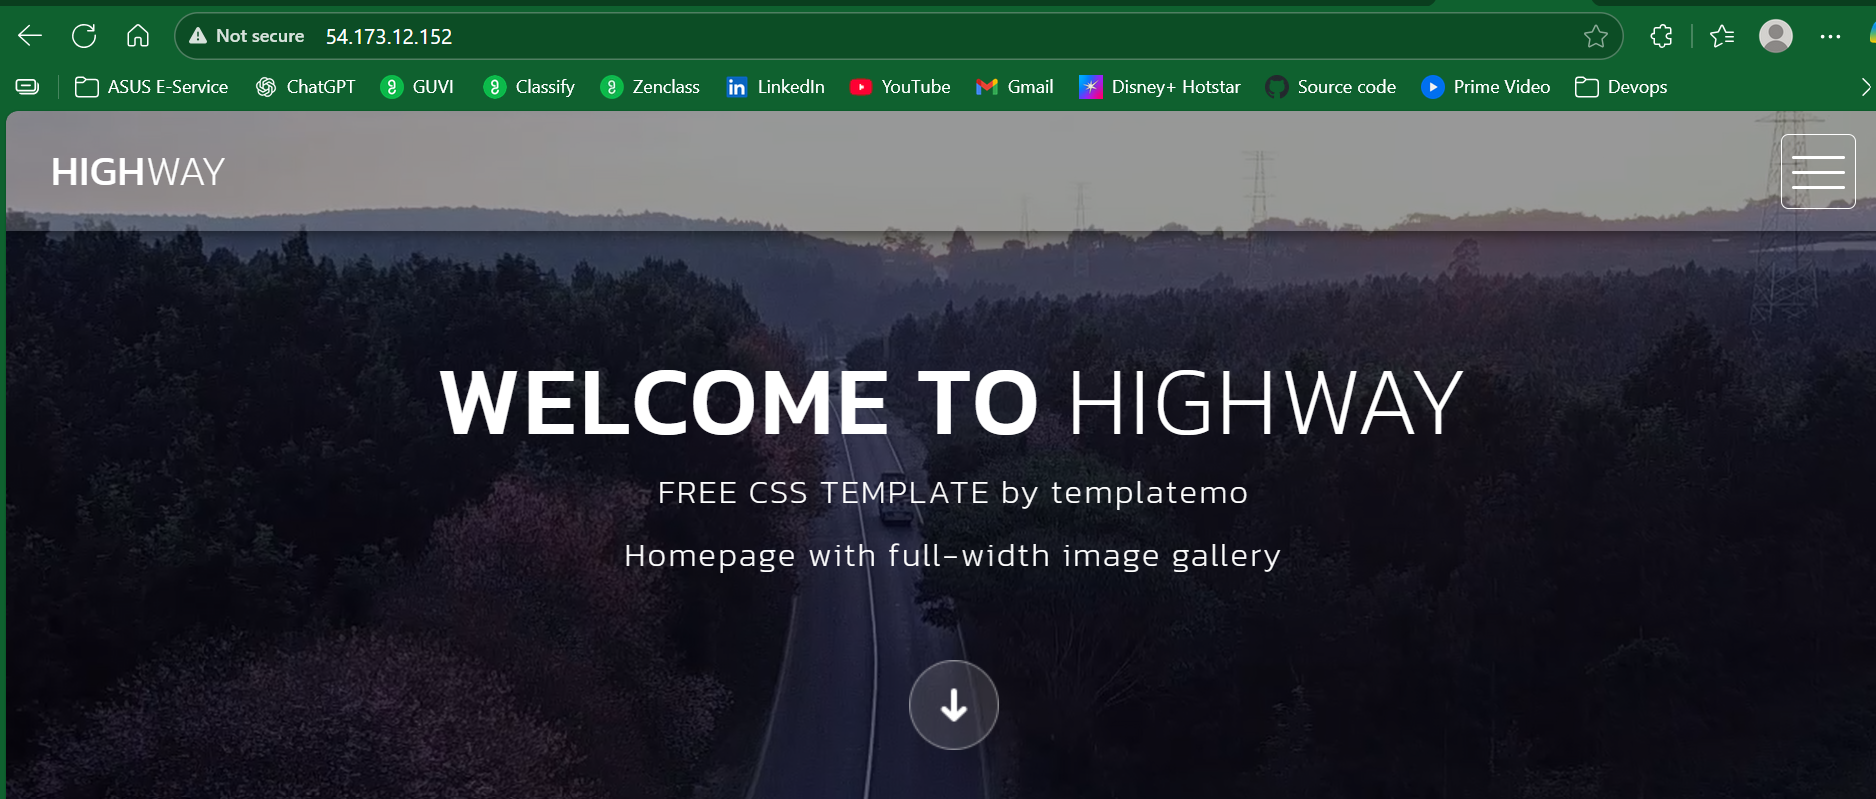 Not secure 54.173.12.152
ASUS E-Service ChatGPT GUVI Classify Zenclass LinkedIn YouTube Gmail Disney+ Hotstar Source code Prime Video Devops
HIGHWAY
WELCOME TO HIGHWAY
FREE CSS TEMPLATE by templatemo
Homepage with full-width image gallery